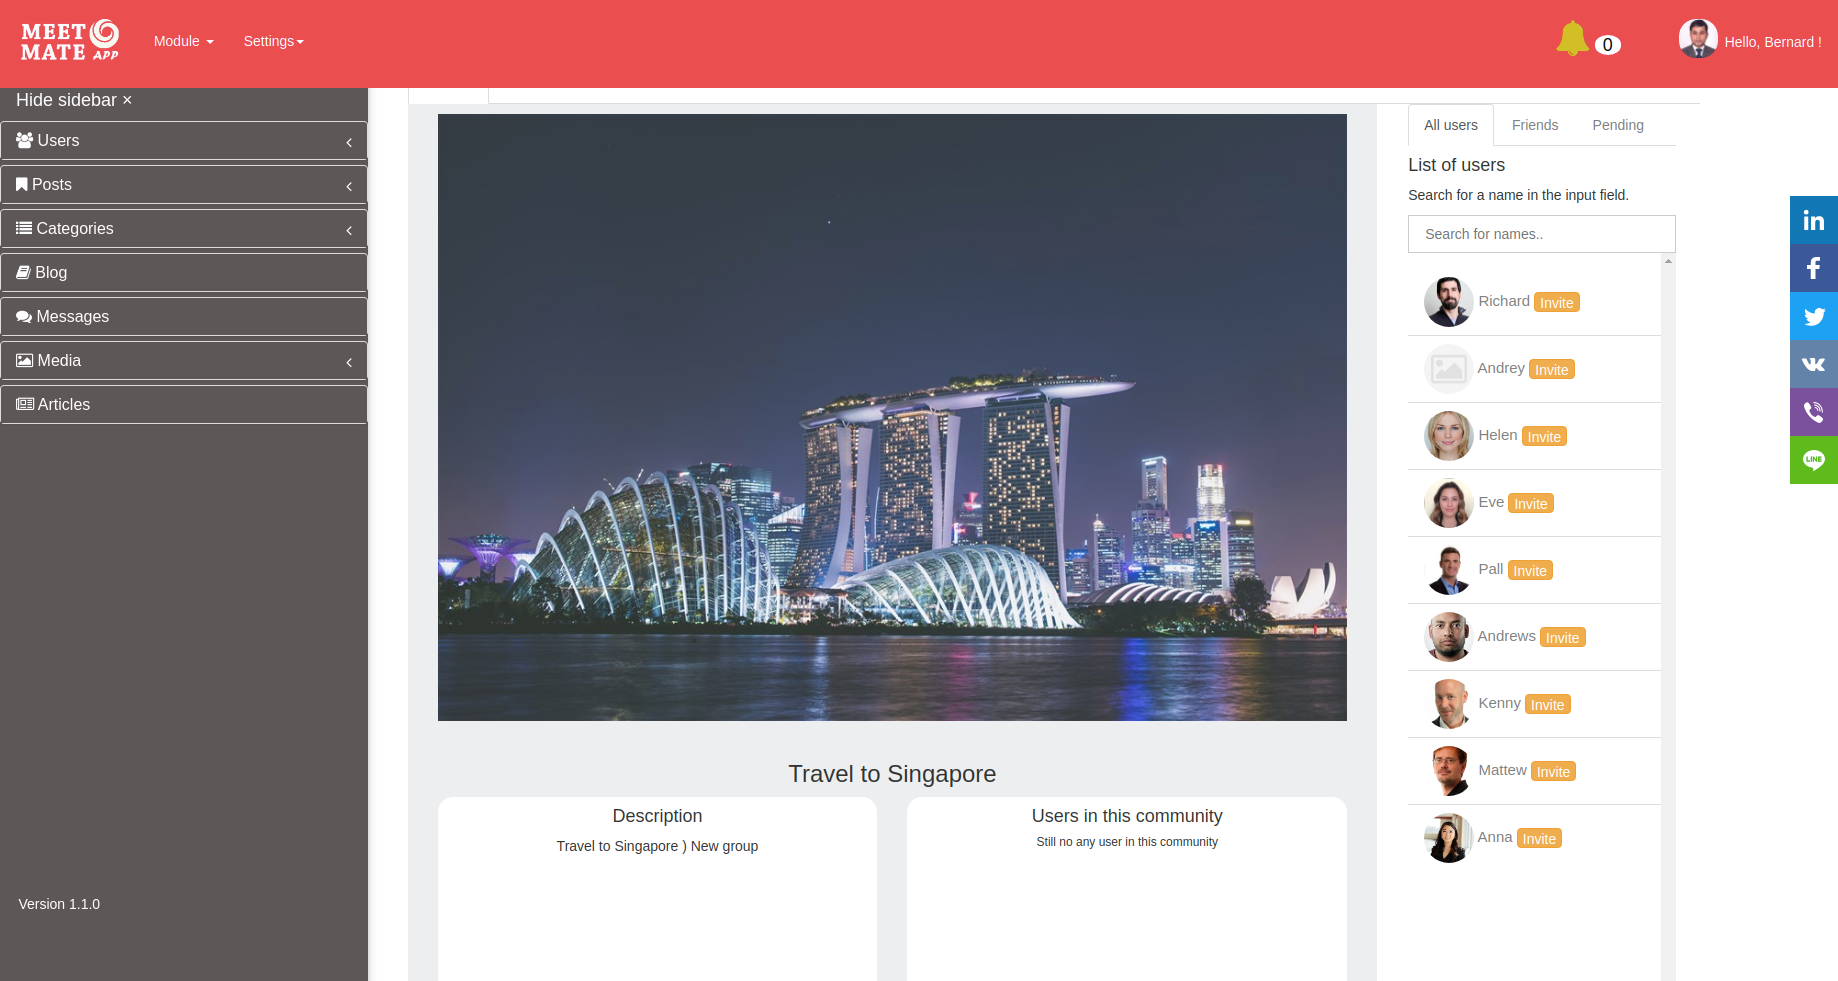 MEET
MATE APP
Module
Settings
0
Hello, Bernard !
Hide sidebar ×
Users
Posts
Categories
Blog
Messages
Media
Articles
Version 1.1.0
Travel to Singapore
Description
Travel to Singapore ) New group
Users in this community
Still no any user in this community
All users
Friends
Pending
List of users
Search for a name in the input field.
Search for names..
Richard Invite
Andrey Invite
Helen Invite
Eve Invite
Pall Invite
Andrews Invite
Kenny Invite
Mattew Invite
Anna Invite
LINE